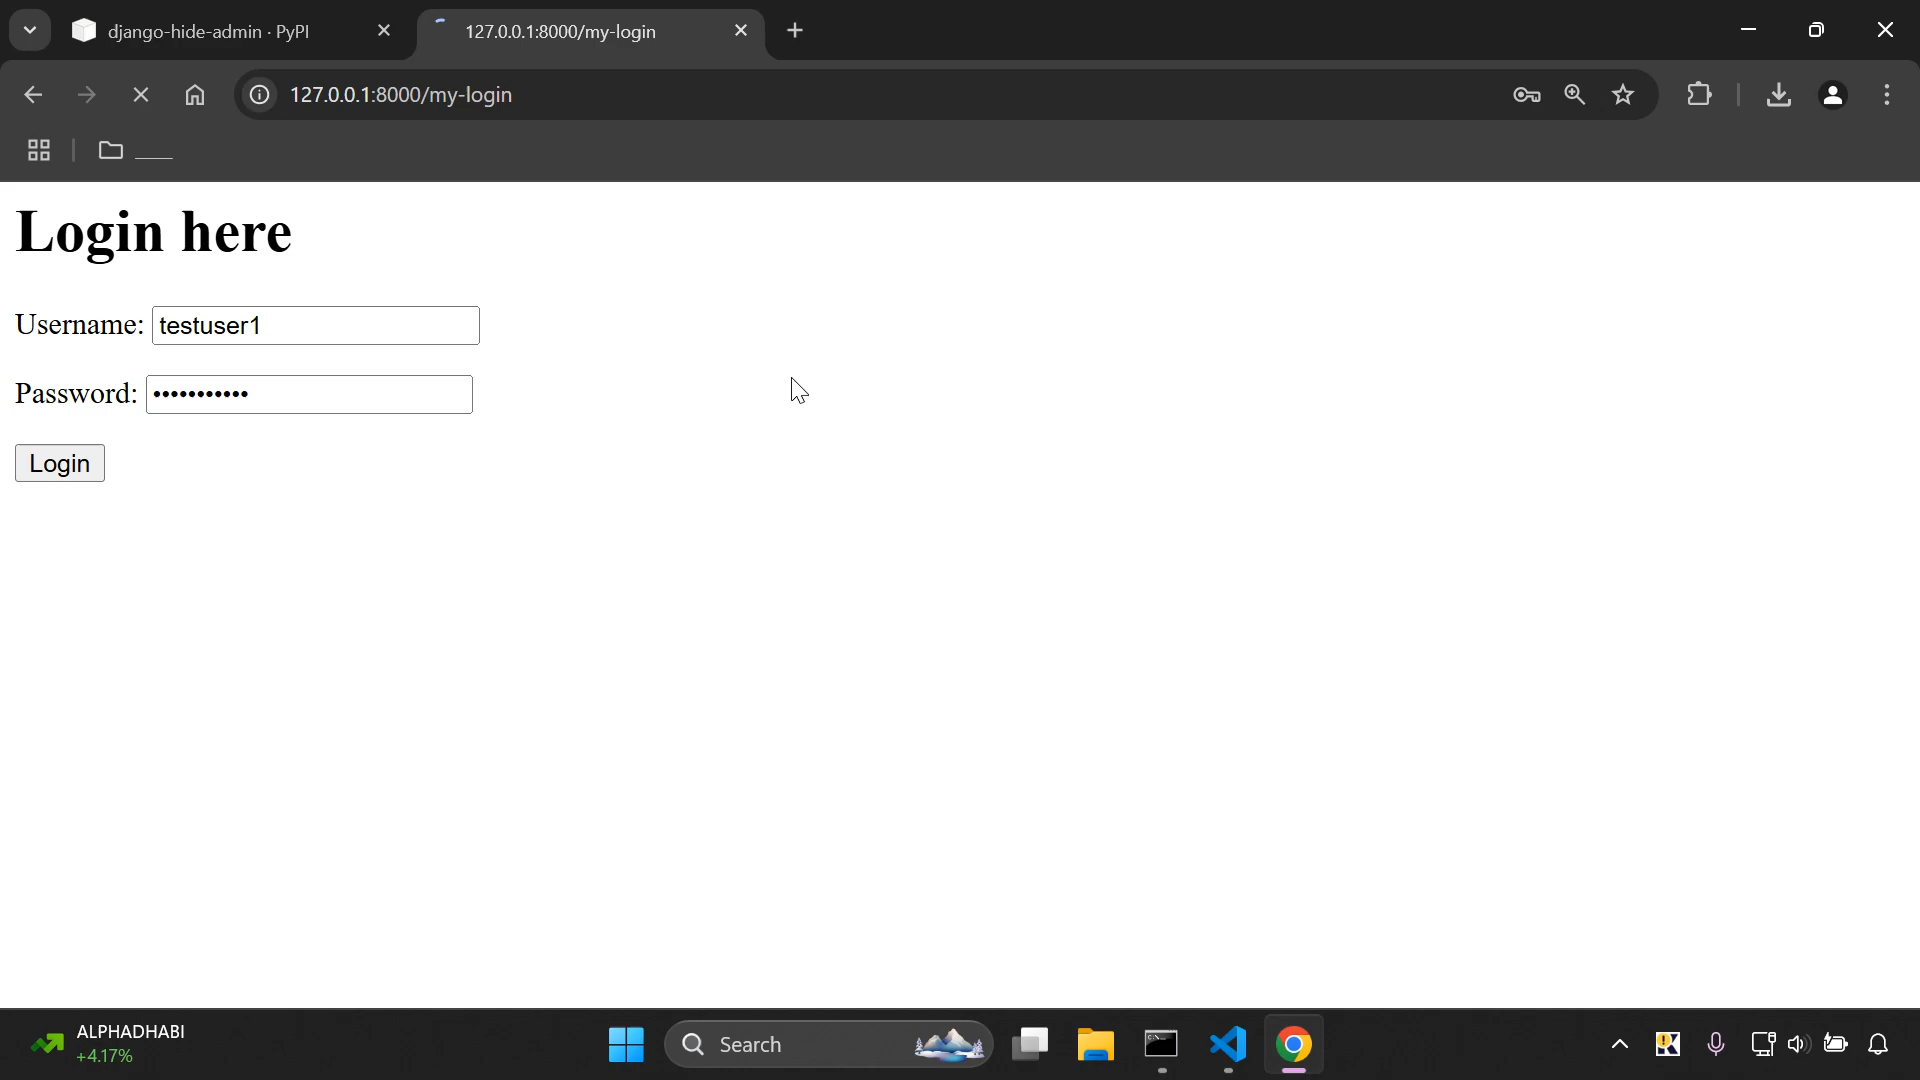 django-hide-admin · PyPI
127.0.0.1:8000/my-login
127.0.0.1:8000/my-login
____
Login here
Username: testuser1
Password: •••••••••••
Login
ALPHADHABI
+4.17%
Search